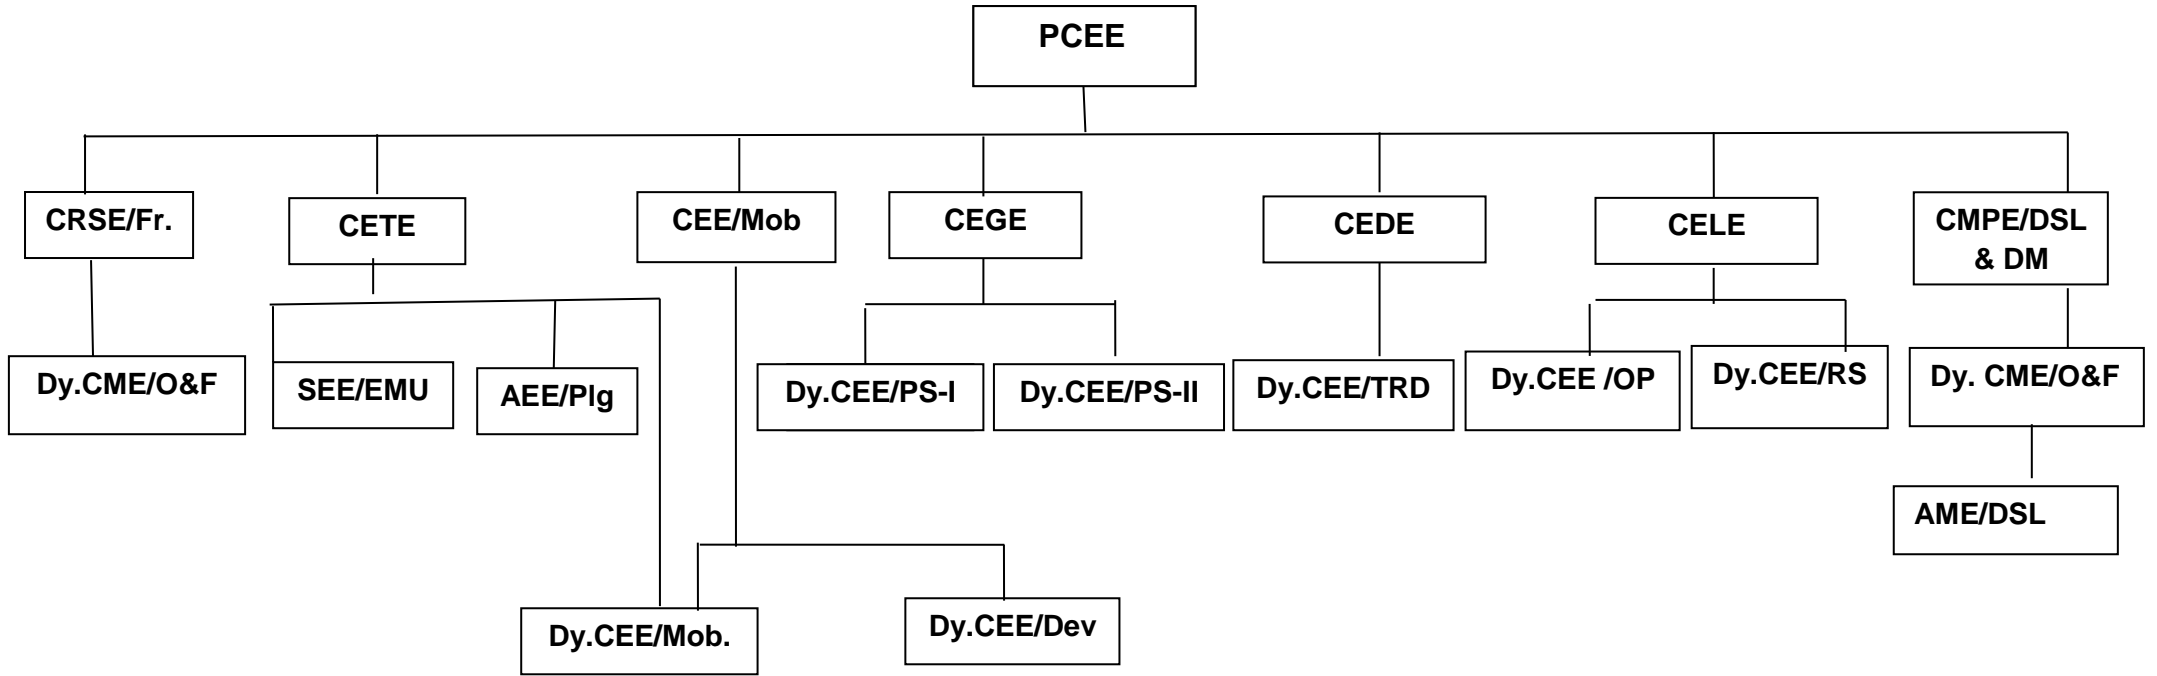 PCEE
CRSE/Fr.
CETE
CEE/Mob
CEGE
CEDE
CELE
CMPE/DSL
& DM
Dy.CME/O&F
SEE/EMU
AEE/Plg
Dy.CEE/PS-I
Dy.CEE/PS-II
Dy.CEE/TRD
Dy.CEE /OP
Dy.CEE/RS
Dy. CME/O&F
AME/DSL
Dy.CEE/Mob.
Dy.CEE/Dev